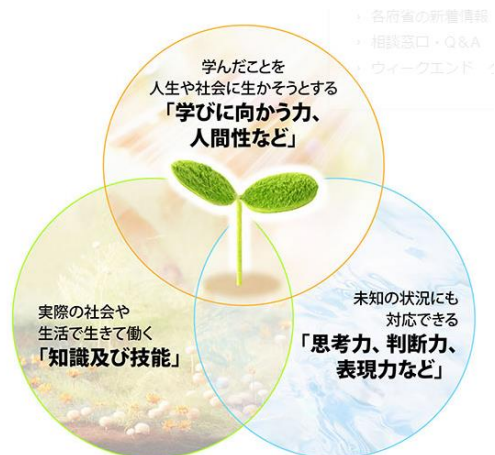 各府省の新着情報
相談窓口・Q&A
ウィークエンド
学んだことを
人生や社会に生かそうとする
「学びに向かう力、
人間性など」
実際の社会や
生活で生きて働く
「知識及び技能」
未知の状況にも
対応できる
「思考力、判断力、
表現力など」